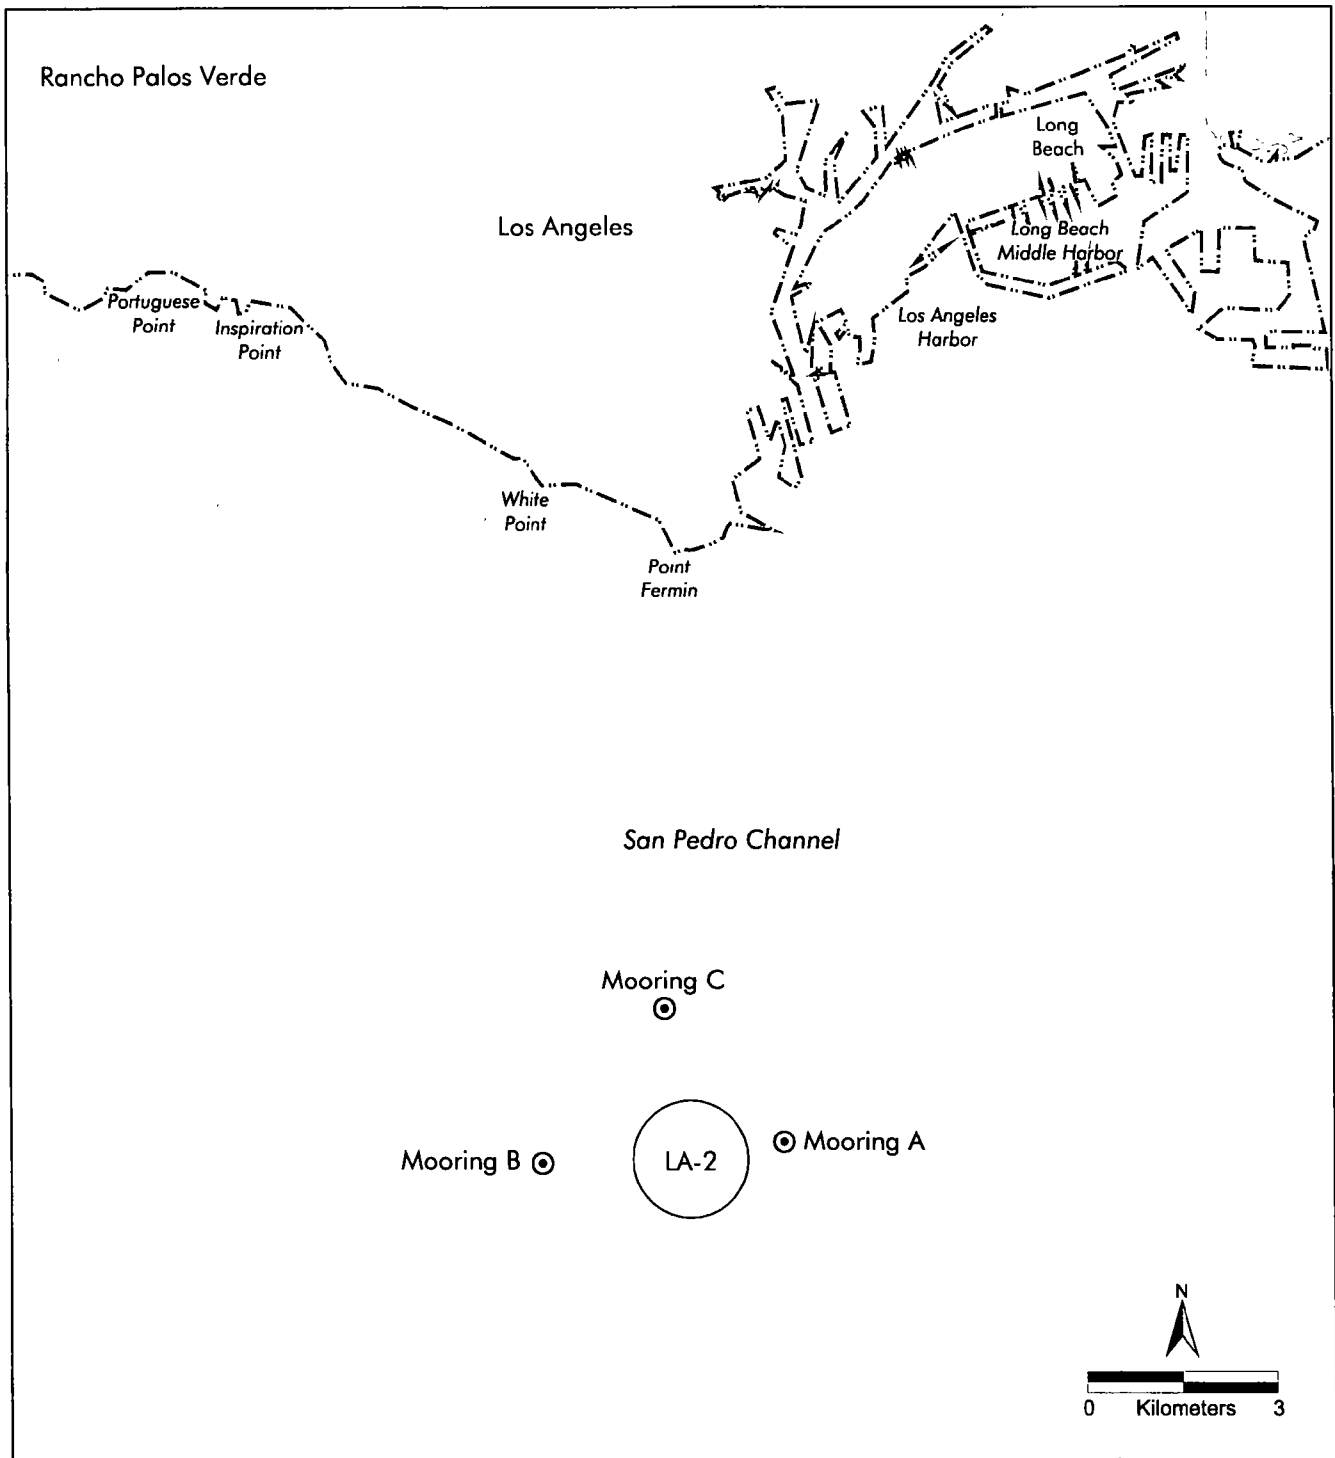 Rancho Palos Verde
Long
Beach
Los Angeles
Long Beach
Middle Harbor
Portuguese
Point
Inspiration
Point
Los Angeles
Harbor
White
Point
Point
Fermin
San Pedro Channel
Mooring C
Mooring B
LA-2
Mooring A
N
0 Kilometers 3